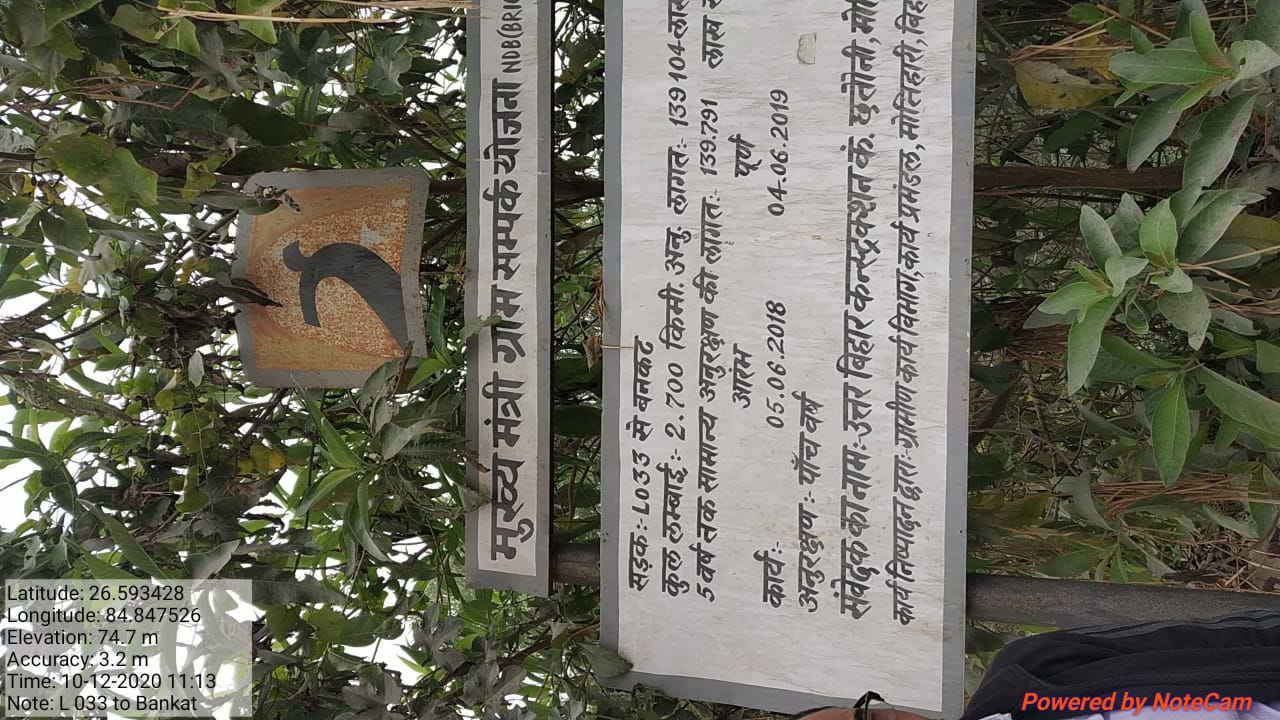 मुख्य मंत्री ग्राम सम्पर्क योजना NDB(BRI
सड़क:- L033 से बनकट
कुल लम्बाई:- 2.700 किमी. अनु. लागत:- 139 104 लाख
5 वर्ष तक सामान्य अनुरक्षण की लागत:- 139.791 लाख
आरंभ पूर्ण
कार्य:- 05.06.2018 04.06.2019
अनुरक्षण:- पाँच वर्ष
संवेदक का नाम:- उत्तर बिहार कन्स्ट्रक्शन कं. छतौनी, मोति
कार्य निष्पादन द्वारा:- ग्रामीण कार्य विभाग, कार्य प्रमंडल, मोतिहारी, बिह
Latitude: 26.593428
Longitude: 84.847526
Elevation: 74.7 m
Accuracy: 3.2 m
Time: 10-12-2020 11:13
Note: L 033 to Bankat
Powered by NoteCam